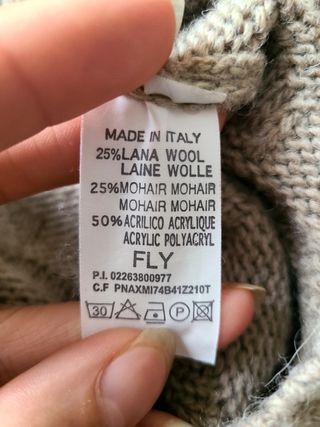 MADE IN ITALY
25% LANA WOOL
LAINE WOLLE
25% MOHAIR MOHAIR
MOHAIR MOHAIR
50% ACRILICO ACRYLIQUE
ACRYLIC POLYACRYL
FLY
P.I. 02263800977
C.F PNAXMI74B41Z210T
30 P